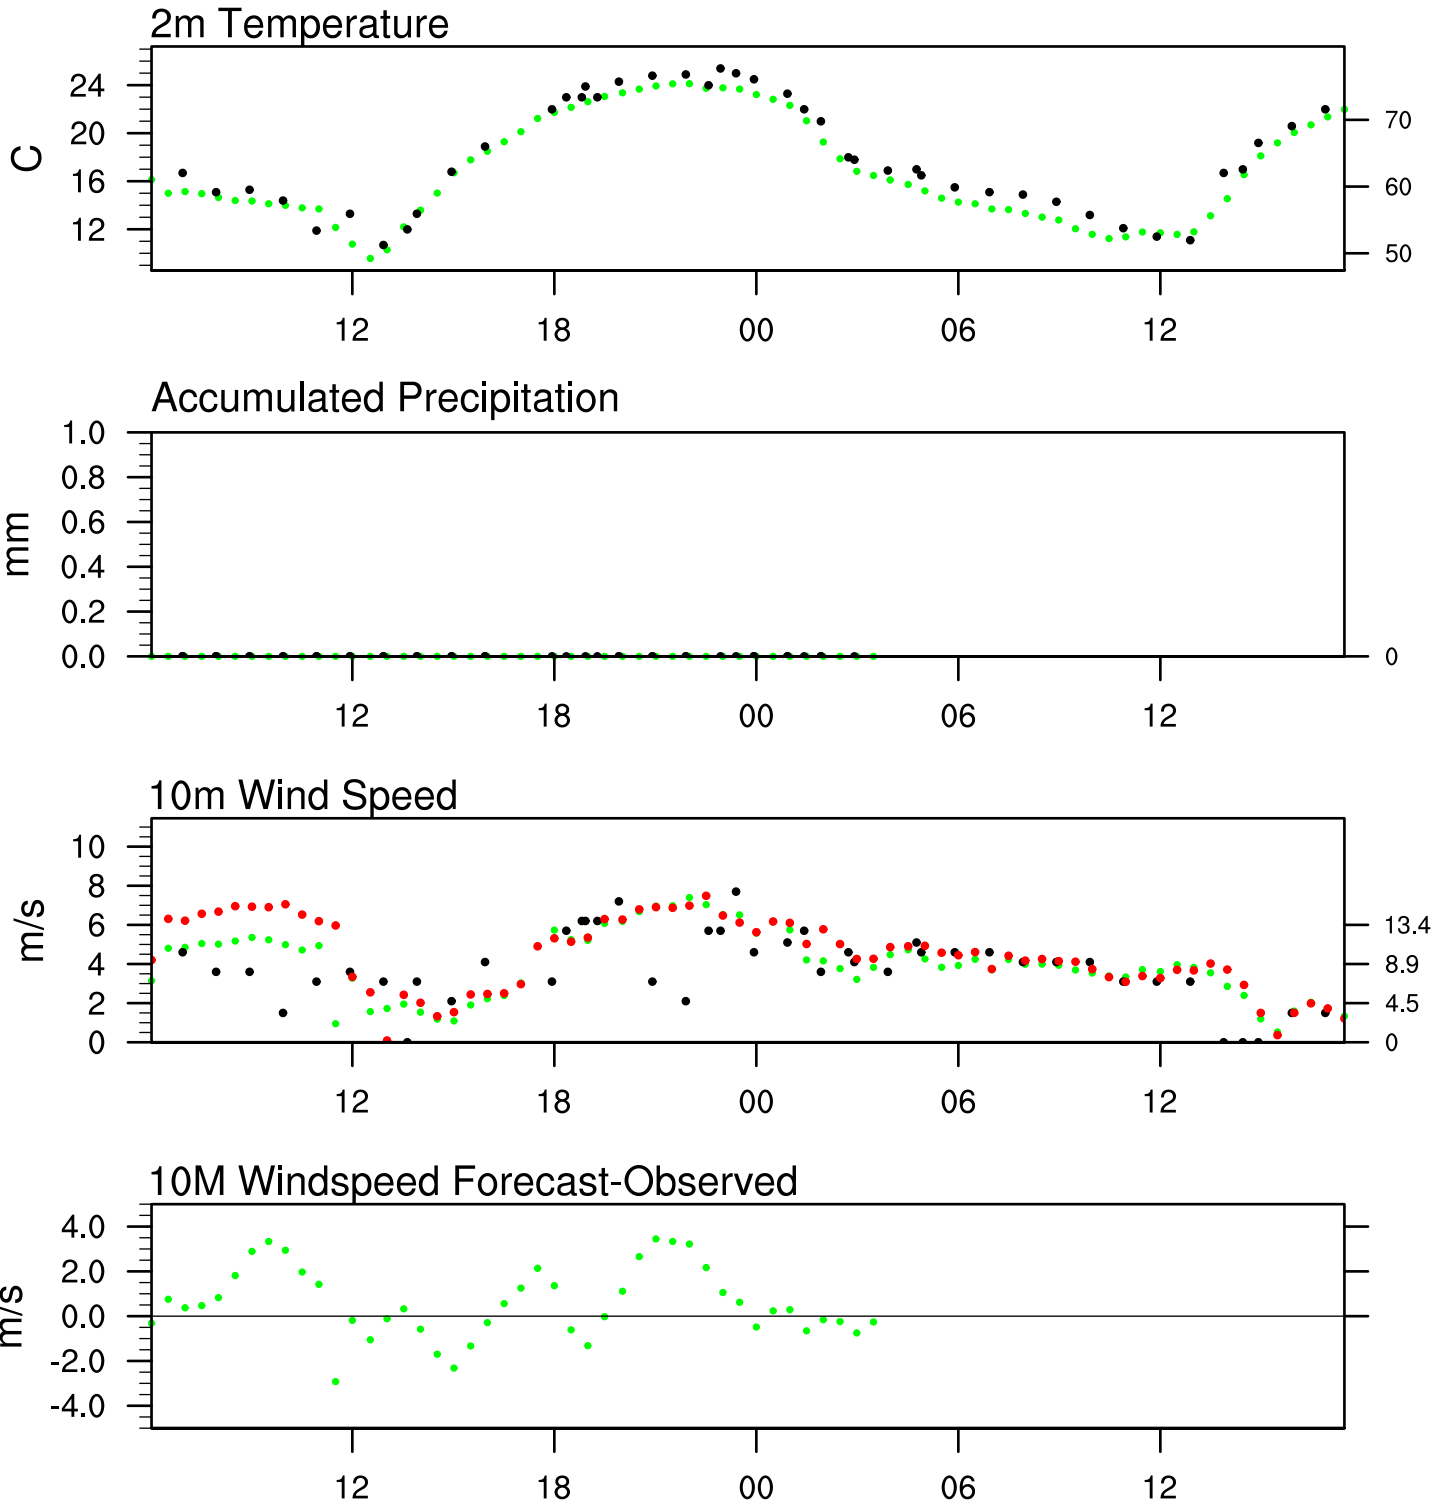 2m Temperature
24
20
16
12
C
70
60
50
12 18 00 06 12
Accumulated Precipitation
1.0
0.8
0.6
0.4
0.2
0.0
mm
0
12 18 00 06 12
10m Wind Speed
10
8
6
4
2
0
m/s
13.4
8.9
4.5
0
12 18 00 06 12
10M Windspeed Forecast-Observed
4.0
2.0
0.0
-2.0
-4.0
m/s
12 18 00 06 12